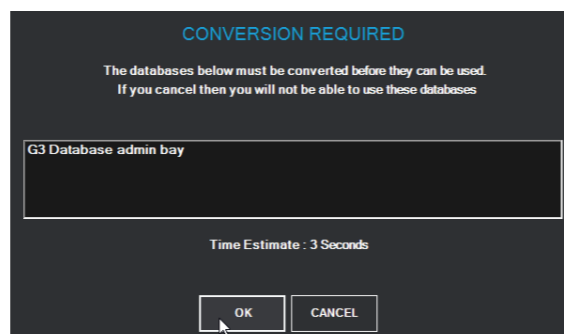 CONVERSION REQUIRED
The databases below must be converted before they can be used.
If you cancel then you will not be able to use these databases
G3 Database admin bay
Time Estimate : 3 Seconds
OK
CANCEL